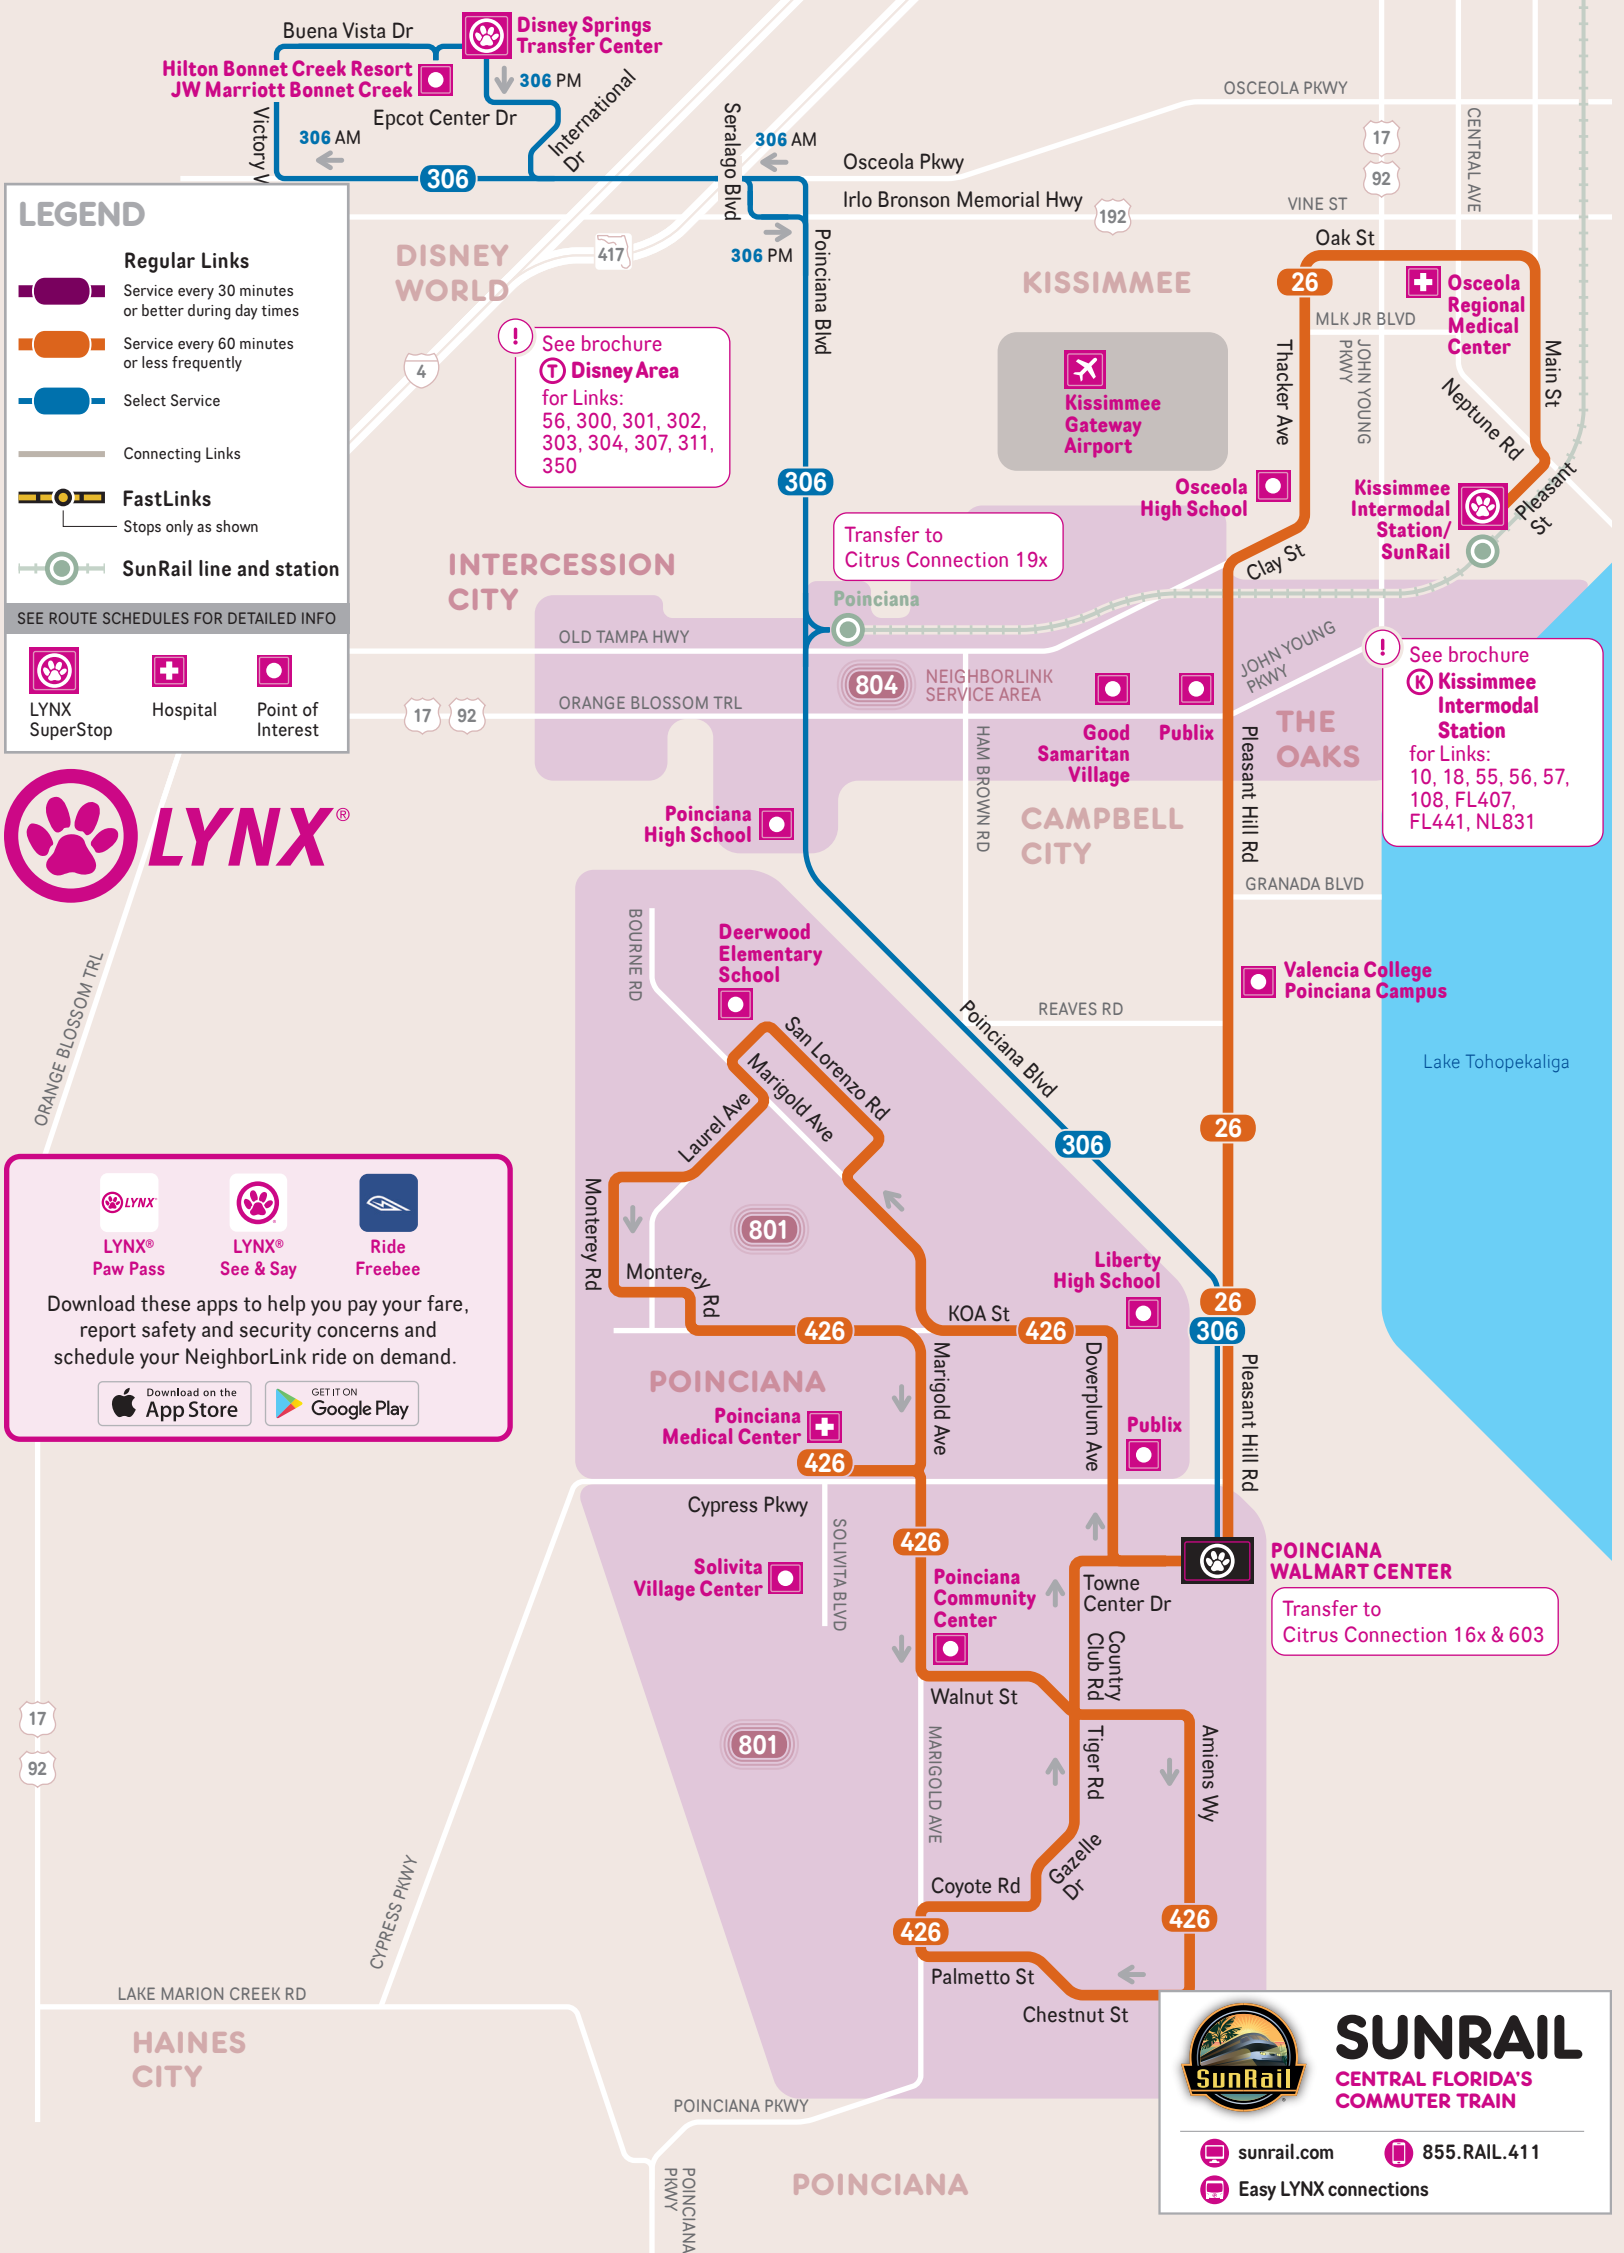 Buena Vista Dr
Disney Springs
Transfer Center
Hilton Bonnet Creek Resort
JW Marriott Bonnet Creek
306 PM
Epcot Center Dr
International
Dr
306 AM
306
Seralago Blvd
306 AM
Osceola Pkwy
Irlo Bronson Memorial Hwy
192
306 PM
Poinciana Blvd
OSCEOLA PKWY
17
92
CENTRAL AVE
VINE ST
Oak St
LEGEND
Regular Links
Service every 30 minutes
or better during day times
Service every 60 minutes
or less frequently
Select Service
Connecting Links
FastLinks
Stops only as shown
SunRail line and station
SEE ROUTE SCHEDULES FOR DETAILED INFO
LYNX
SuperStop
Hospital
Point of
Interest
DISNEY
WORLD
417
4
!
See brochure
T Disney Area
for Links:
56, 300, 301, 302,
303, 304, 307, 311,
350
KISSIMMEE
Kissimmee
Gateway
Airport
26
Osceola
Regional
Medical
Center
MLK JR BLVD
JOHN YOUNG
PKWY
Thacker Ave
Main St
Neptune Rd
Pleasant
St
Osceola
High School
Kissimmee
Intermodal
Station/
SunRail
Clay St
306
Transfer to
Citrus Connection 19x
INTERCESSION
CITY
Poinciana
OLD TAMPA HWY
804
NEIGHBORLINK
SERVICE AREA
JOHN YOUNG
PKWY
17
92
ORANGE BLOSSOM TRL
Good
Samaritan
Village
Publix
THE
OAKS
HAM BROWN RD
Pleasant Hill Rd
!
See brochure
K Kissimmee
Intermodal
Station
for Links:
10, 18, 55, 56, 57,
108, FL407,
FL441, NL831
LYNX®
Poinciana
High School
CAMPBELL
CITY
GRANADA BLVD
BOURNE RD
Deerwood
Elementary
School
ORANGE BLOSSOM TRL
Valencia College
Poinciana Campus
REAVES RD
Poinciana Blvd
Lake Tohopekaliga
San Lorenzo Rd
Marigold Ave
Laurel Ave
306
26
LYNX
LYNX®
Paw Pass
LYNX®
See & Say
Ride
Freebee
Download these apps to help you pay your fare,
report safety and security concerns and
schedule your NeighborLink ride on demand.
Download on the
App Store
GET IT ON
Google Play
Monterey Rd
801
Monterey Rd
Liberty
High School
26
306
426
KOA St
426
Marigold Ave
Doverplum Ave
Pleasant Hill Rd
POINCIANA
Poinciana
Medical Center
426
Publix
Cypress Pkwy
SOLIVITA BLVD
426
Solivita
Village Center
Poinciana
Community
Center
Towne
Center Dr
POINCIANA
WALMART CENTER
Transfer to
Citrus Connection 16x & 603
Country
Club Rd
Walnut St
17
92
801
MARIGOLD AVE
Tiger Rd
Amiens Wy
Gazelle
Dr
Coyote Rd
426
426
Palmetto St
Chestnut St
CYPRESS PKWY
LAKE MARION CREEK RD
HAINES
CITY
POINCIANA PKWY
POINCIANA
PKWY
POINCIANA
SunRail
SUNRAIL
CENTRAL FLORIDA'S
COMMUTER TRAIN
sunrail.com
855.RAIL.411
Easy LYNX connections